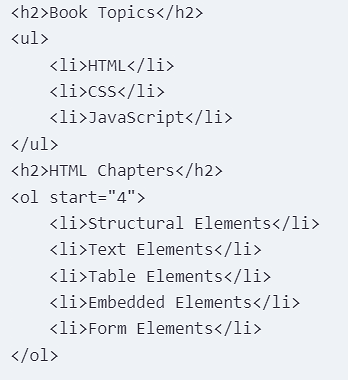 <h2>Book Topics</h2>
<ul>
    <li>HTML</li>
    <li>CSS</li>
    <li>JavaScript</li>
</ul>
<h2>HTML Chapters</h2>
<ol start="4">
    <li>Structural Elements</li>
    <li>Text Elements</li>
    <li>Table Elements</li>
    <li>Embedded Elements</li>
    <li>Form Elements</li>
</ol>